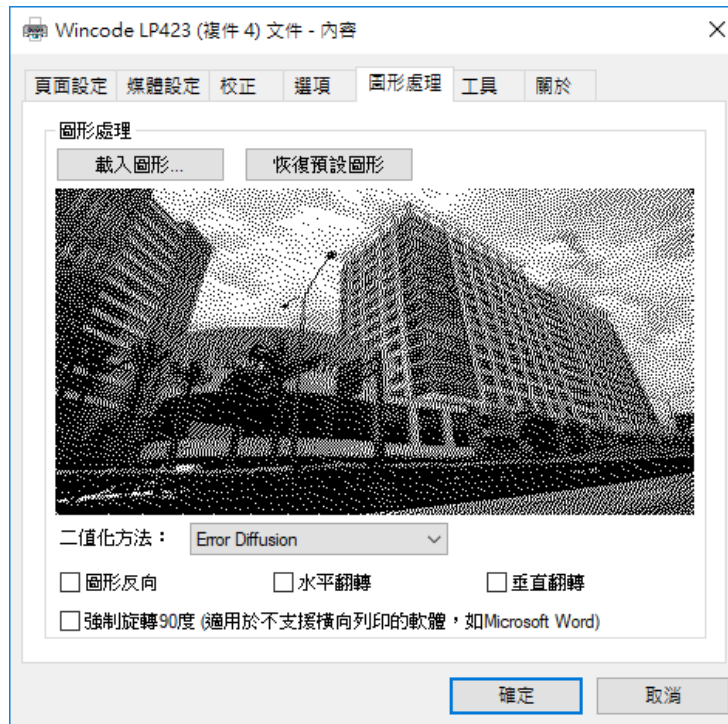 Wincode LP423 (複件 4) 文件 - 內容
頁面設定 媒體設定 校正 選項 圖形處理 工具 關於
圖形處理
載入圖形... 恢復預設圖形
二值化方法： Error Diffusion
圖形反向 水平翻轉 垂直翻轉
強制旋轉90度 (適用於不支援橫向列印的軟體，如Microsoft Word)
確定 取消